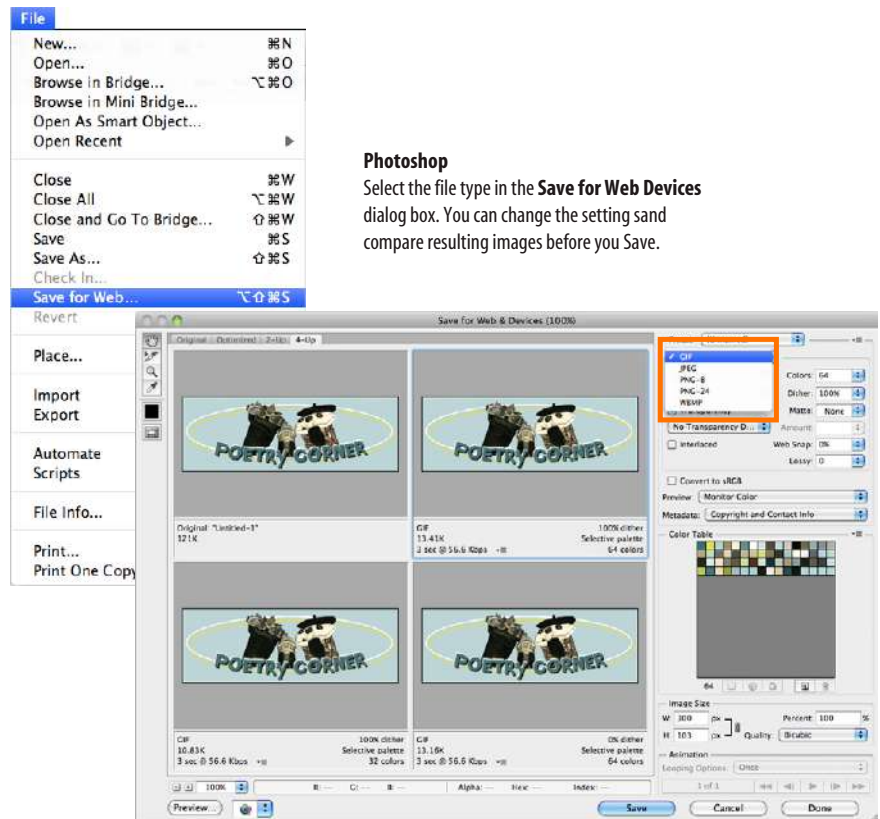 File
New... ⌘N
Open... ⌘O
Browse in Bridge... ⌥⌘O
Browse in Mini Bridge...
Open As Smart Object...
Open Recent ▶
Close ⌘W
Close All ⌥⌘W
Close and Go To Bridge... ⇧⌘W
Save ⌘S
Save As... ⇧⌘S
Check In...
Save for Web... ⌥⇧⌘S
Revert
Place...
Import
Export
Automate
Scripts
File Info...
Print...
Print One Copy
Photoshop
Select the file type in the Save for Web Devices
dialog box. You can change the setting sand
compare resulting images before you Save.
Save for Web & Devices (100%)
Original Optimized 2-Up 4-Up
POETRY CORNER
Original: "Untitled-1"
121K
POETRY CORNER
GIF 100% dither
13.41K Selective palette
3 sec @ 56.6 Kbps 64 colors
POETRY CORNER
GIF 100% dither
10.83K Selective palette
3 sec @ 56.6 Kbps 32 colors
POETRY CORNER
GIF 0% dither
13.16K Selective palette
3 sec @ 56.6 Kbps 64 colors
✓ GIF
JPEG
PNG-8
PNG-24
WBMP
Colors: 64
Dither: 100%
Transparency Matte: None
No Transparency D... Amount:
Interlaced Web Snap: 0%
Lossy: 0
Convert to sRGB
Preview: Monitor Color
Metadata: Copyright and Contact Info
Color Table
64
Image Size
W: 300 px Percent: 100 %
H: 103 px Quality: Bicubic
Animation
Looping Options: Once
1 of 1
100% R: -- G: -- B: -- Alpha: -- Hex: -- Index: --
Preview... Save Cancel Done